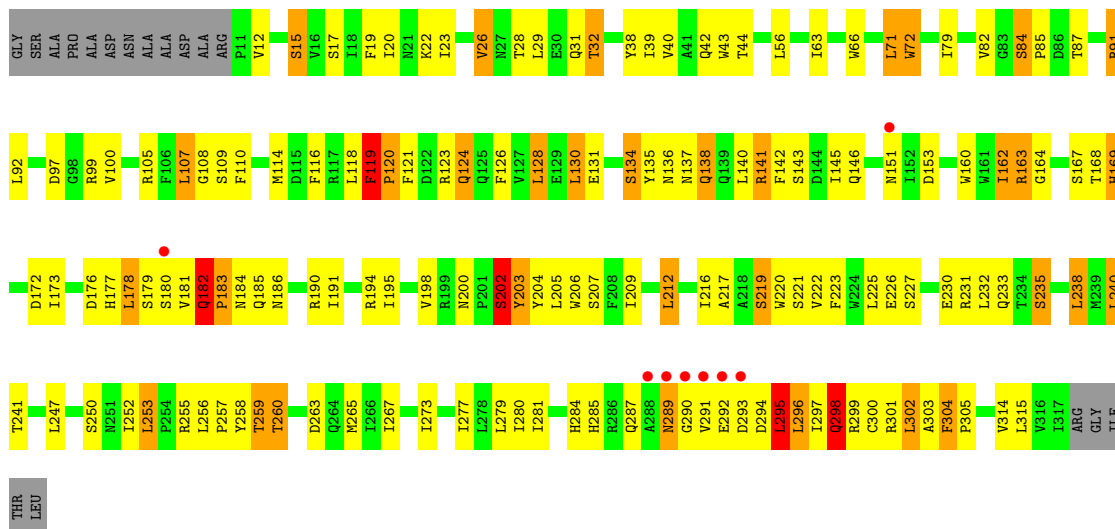 GLY SER ALA PRO ALA ASP ASN ALA ALA ASP ALA ARG P11 V12 S15 V16 S17 I18 F19 I20 N21 K22 I23 V26 N27 T28 L29 E30 Q31 T32 Y38 I39 V40 A41 Q42 W43 T44 L56 I63 W66 L71 W72 I79 V82 G83 S84 P85 D86 T87 R91
L92 D97 G98 R99 V100 R105 F106 L107 G108 S109 F110 M114 D115 F116 R117 L118 F119 P120 F121 D122 R123 Q124 Q125 F126 V127 L128 E129 L130 E131 S134 Y135 N136 N137 Q138 Q139 L140 R141 F142 S143 D144 I145 Q146 N151 I152 D153 W160 W161 I162 R163 G164 S167 T168 H169
D172 I173 D176 H177 L178 S179 S180 V181 Q182 P183 N184 Q185 N186 R190 I191 R194 I195 V198 R199 N200 P201 S202 Y203 Y204 L205 W206 S207 F208 I209 L212 I216 A217 A218 S219 W220 S221 V222 F223 W224 L225 E226 S227 E230 R231 L232 Q233 T234 S235 L238 M239 L240
T241 L247 S250 N251 I252 L253 P254 R255 L256 P257 Y258 T259 T260 D263 Q264 M265 I266 I267 I273 I277 L278 L279 I280 I281 H284 H285 R286 Q287 A288 N289 G290 V291 E292 D293 D294 L295 L296 I297 Q298 R299 C300 R301 L302 A303 F304 P305 V314 L315 V316 I317 ARG GLY ILE
THR LEU